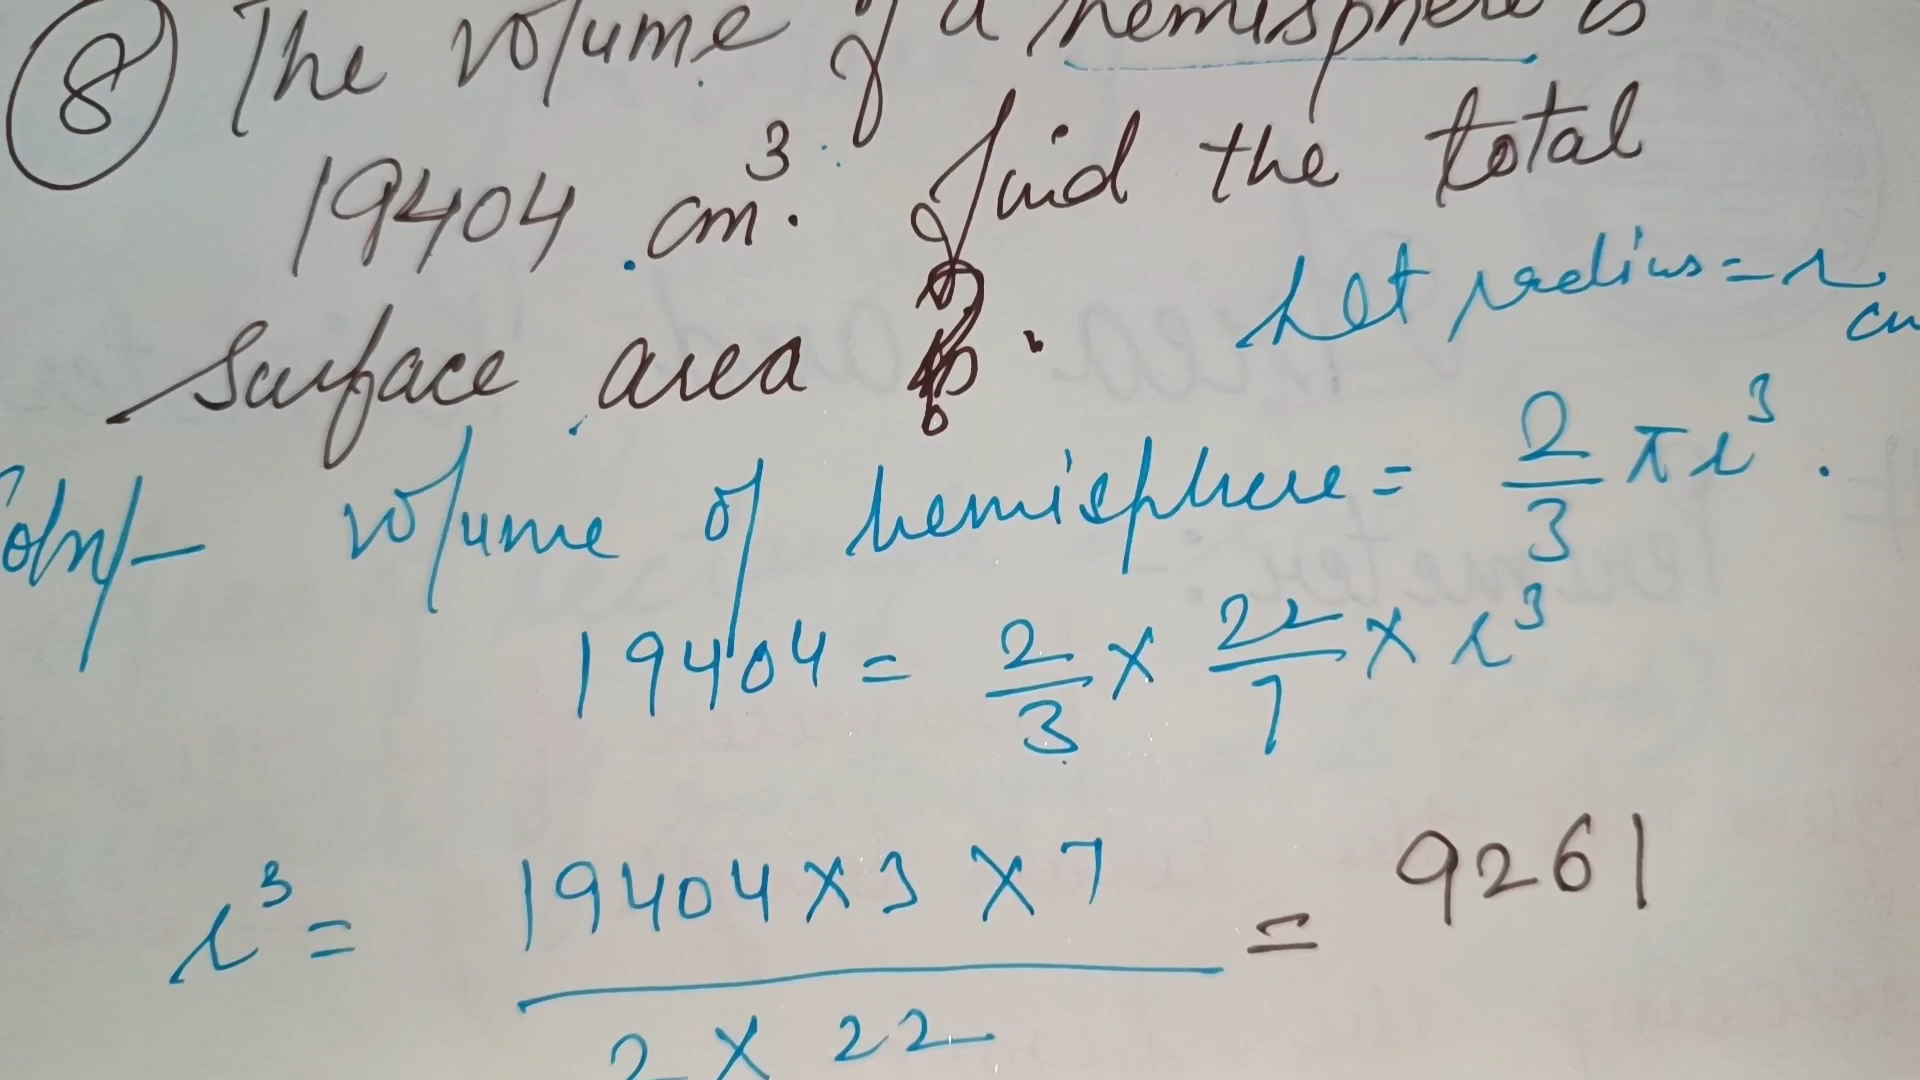 8 The volume of a hemisphere is
19404 cm³. find the total
Surface area .
Let radius = r cm
Soln/- volume of hemisphere = 2/3 πr³.
19404 = 2/3 × 22/7 × r³
r³ = 19404 × 3 × 7 / 2 × 22 = 9261